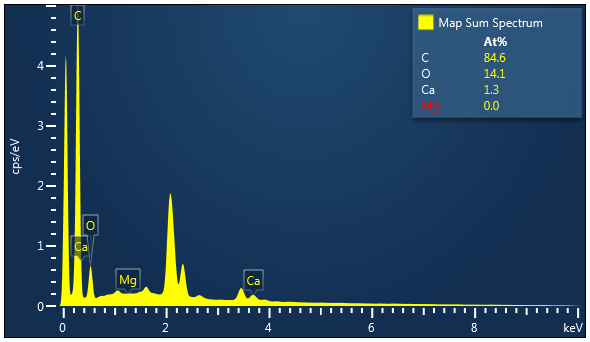 Map Sum Spectrum
At%
C 84.6
O 14.1
Ca 1.3
Mg 0.0
cps/eV
4
3
2
1
0
C
O
Ca
Mg
Ca
0 2 4 6 8 keV